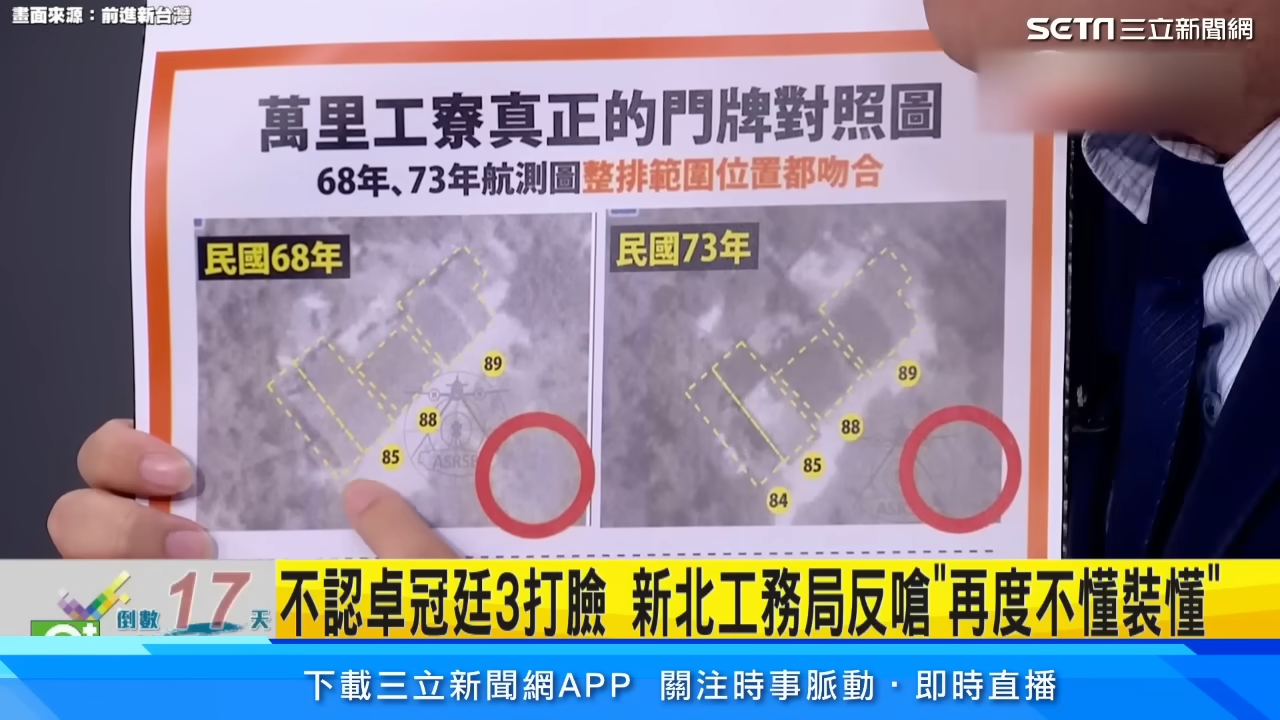 畫面來源：前進新台灣
SETN三立新聞網
萬里工寮真正的門牌對照圖
68年、73年航測圖整排範圍位置都吻合
民國68年
民國73年
89
88
85
89
88
85
84
倒數17天
不認卓冠廷3打臉 新北工務局反嗆"再度不懂裝懂"
下載三立新聞網APP 關注時事脈動・即時直播